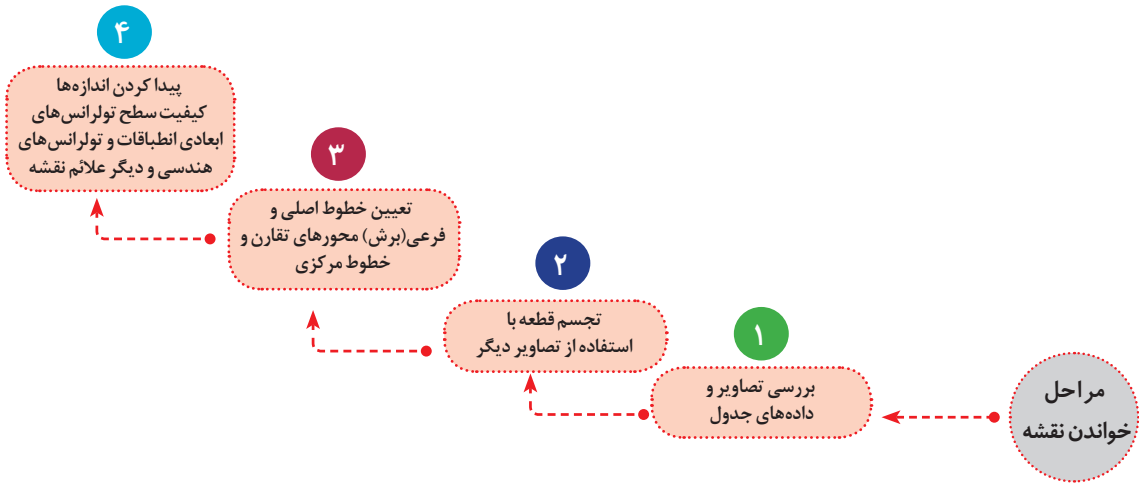 مراحل
خواندن نقشه
۱
بررسی تصاویر و
داده‌های جدول
۲
تجسم قطعه با
استفاده از تصاویر دیگر
۳
تعیین خطوط اصلی و
فرعی(برش) محورهای تقارن و
خطوط مرکزی
۴
پیدا کردن اندازه‌ها
کیفیت سطح تولرانس‌های
ابعادی انطباقات و تولرانس‌های
هندسی و دیگر علائم نقشه